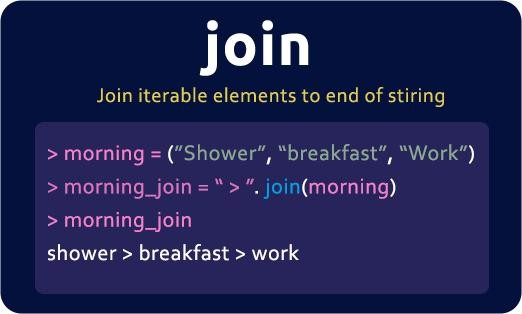 join
Join iterable elements to end of stiring
> morning = (”Shower”, “breakfast”, “Work”)
> morning_join = “ > ”. join(morning)
> morning_join
shower > breakfast > work